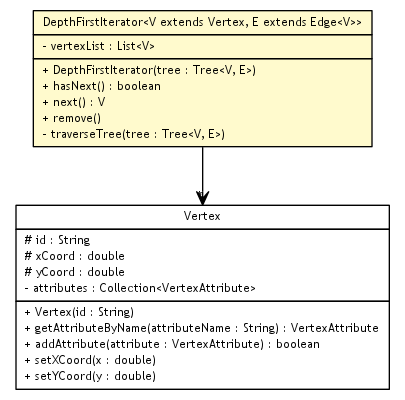 DepthFirstIterator<V extends Vertex, E extends Edge<V>>
- vertexList : List<V>
+ DepthFirstIterator(tree : Tree<V, E>)
+ hasNext() : boolean
+ next() : V
+ remove()
- traverseTree(tree : Tree<V, E>)
Vertex
# id : String
# xCoord : double
# yCoord : double
- attributes : Collection<VertexAttribute>
+ Vertex(id : String)
+ getAttributeByName(attributeName : String) : VertexAttribute
+ addAttribute(attribute : VertexAttribute) : boolean
+ setXCoord(x : double)
+ setYCoord(y : double)